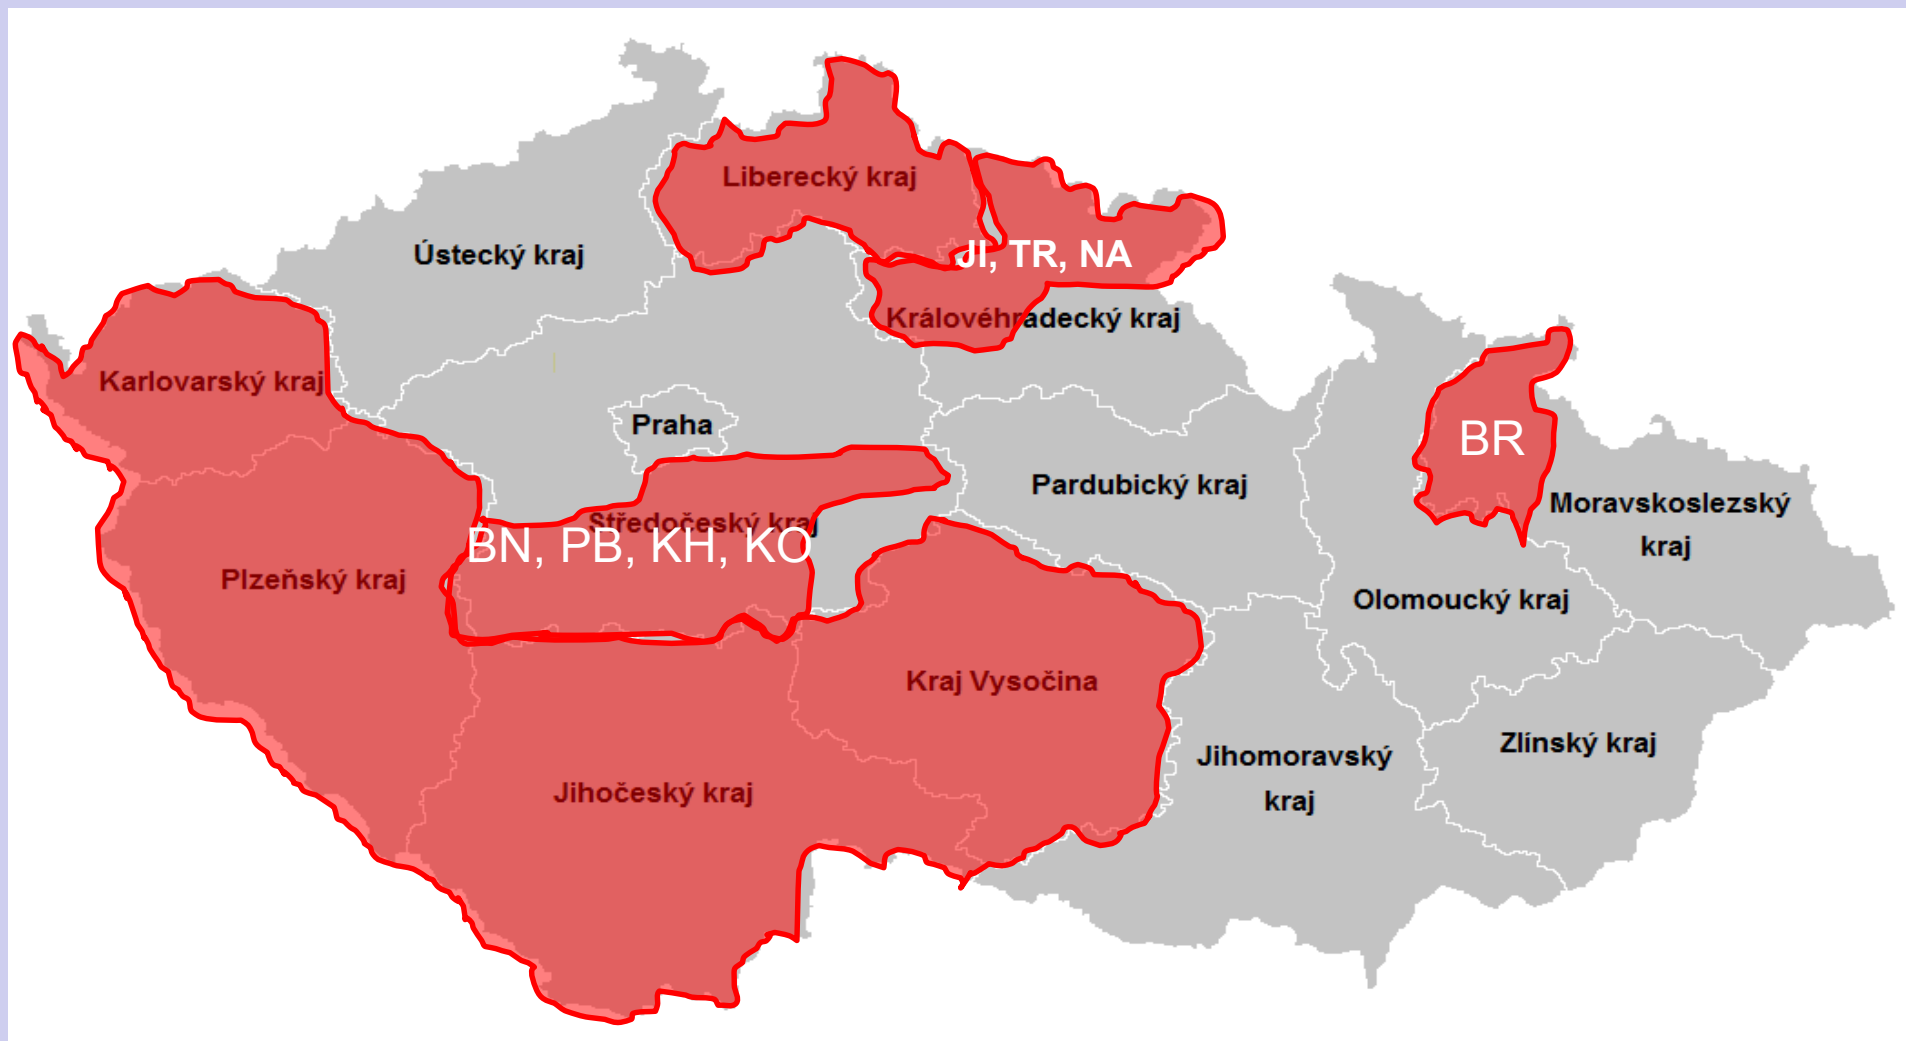 Liberecký kraj
Ústecký kraj
JI, TR, NA
Královéhradecký kraj
Karlovarský kraj
Praha
BR
Pardubický kraj
Moravskoslezský
kraj
Středočeský kraj
BN, PB, KH, KO
Plzeňský kraj
Olomoucký kraj
Kraj Vysočina
Zlínský kraj
Jihomoravský
kraj
Jihočeský kraj